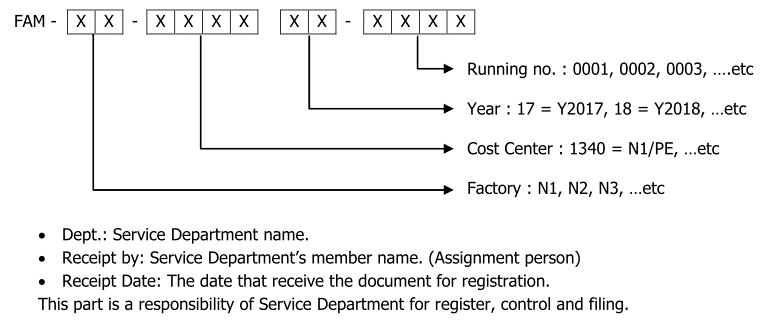 FAM - X X - X X X X X X - X X X X
Running no. : 0001, 0002, 0003, ....etc
Year : 17 = Y2017, 18 = Y2018, ...etc
Cost Center : 1340 = N1/PE, ...etc
Factory : N1, N2, N3, ...etc
• Dept.: Service Department name.
• Receipt by: Service Department's member name. (Assignment person)
• Receipt Date: The date that receive the document for registration.
This part is a responsibility of Service Department for register, control and filing.